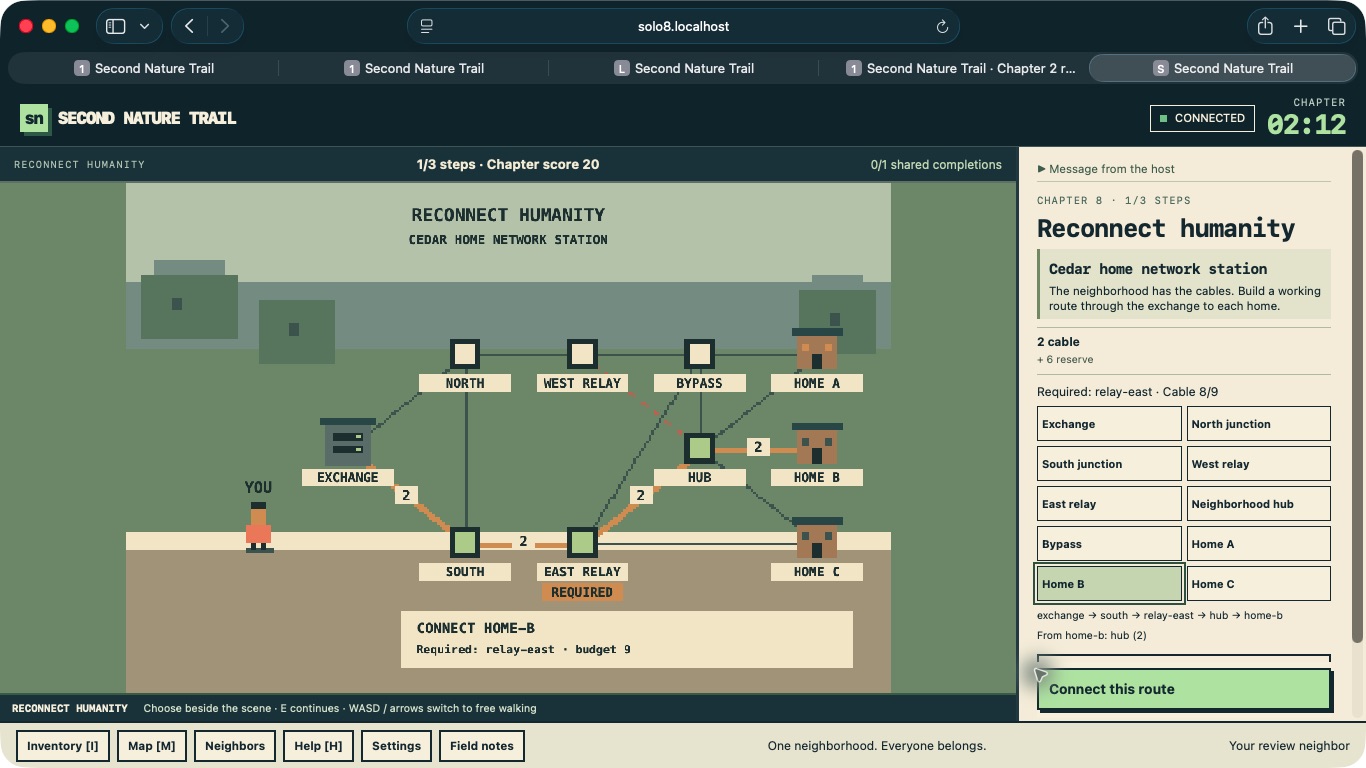 solo8.localhost
1 Second Nature Trail
1 Second Nature Trail
L Second Nature Trail
1 Second Nature Trail · Chapter 2 r...
S Second Nature Trail
sn SECOND NATURE TRAIL
CONNECTED
CHAPTER
02:12
RECONNECT HUMANITY
1/3 steps · Chapter score 20
0/1 shared completions
RECONNECT HUMANITY
CEDAR HOME NETWORK STATION
NORTH
WEST RELAY
BYPASS
HOME A
2
EXCHANGE
HUB
HOME B
YOU
2
2
2
SOUTH
EAST RELAY
HOME C
REQUIRED
CONNECT HOME-B
Required: relay-east · budget 9
RECONNECT HUMANITY
Choose beside the scene · E continues · WASD / arrows switch to free walking
▶ Message from the host
CHAPTER 8 · 1/3 STEPS
Reconnect humanity
Cedar home network station
The neighborhood has the cables. Build a working
route through the exchange to each home.
2 cable
+ 6 reserve
Required: relay-east · Cable 8/9
Exchange
North junction
South junction
West relay
East relay
Neighborhood hub
Bypass
Home A
Home B
Home C
exchange → south → relay-east → hub → home-b
From home-b: hub (2)
Connect this route
Inventory [I]
Map [M]
Neighbors
Help [H]
Settings
Field notes
One neighborhood. Everyone belongs.
Your review neighbor